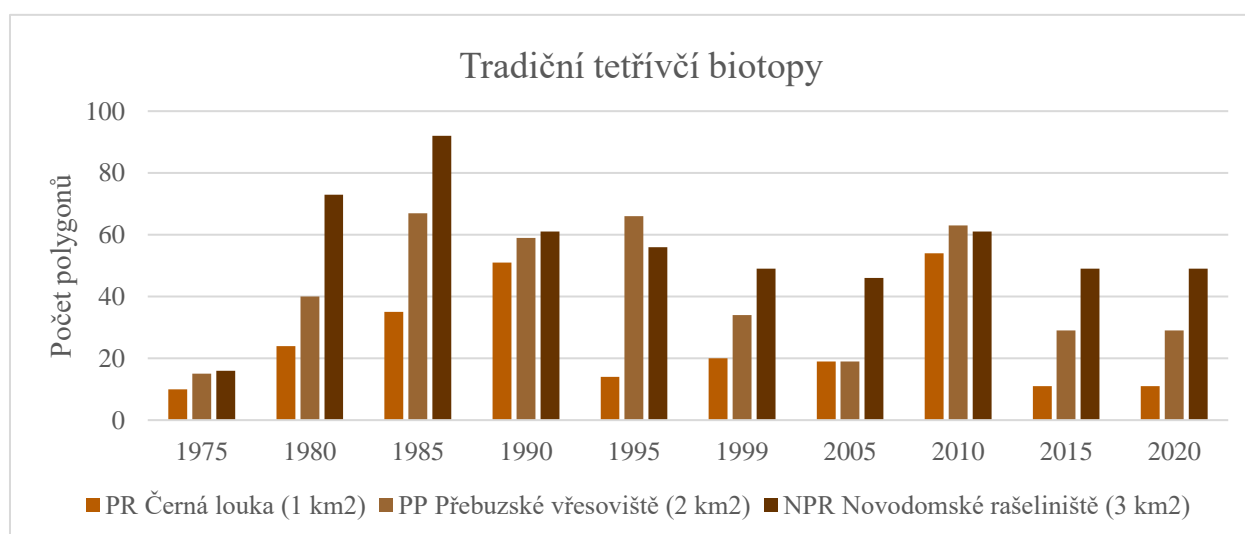 Tradiční tetřívčí biotopy
Počet polygonů
100
80
60
40
20
0
1975 1980 1985 1990 1995 1999 2005 2010 2015 2020
PR Černá louka (1 km2) PP Přebuzské vřesoviště (2 km2) NPR Novodomské rašeliniště (3 km2)